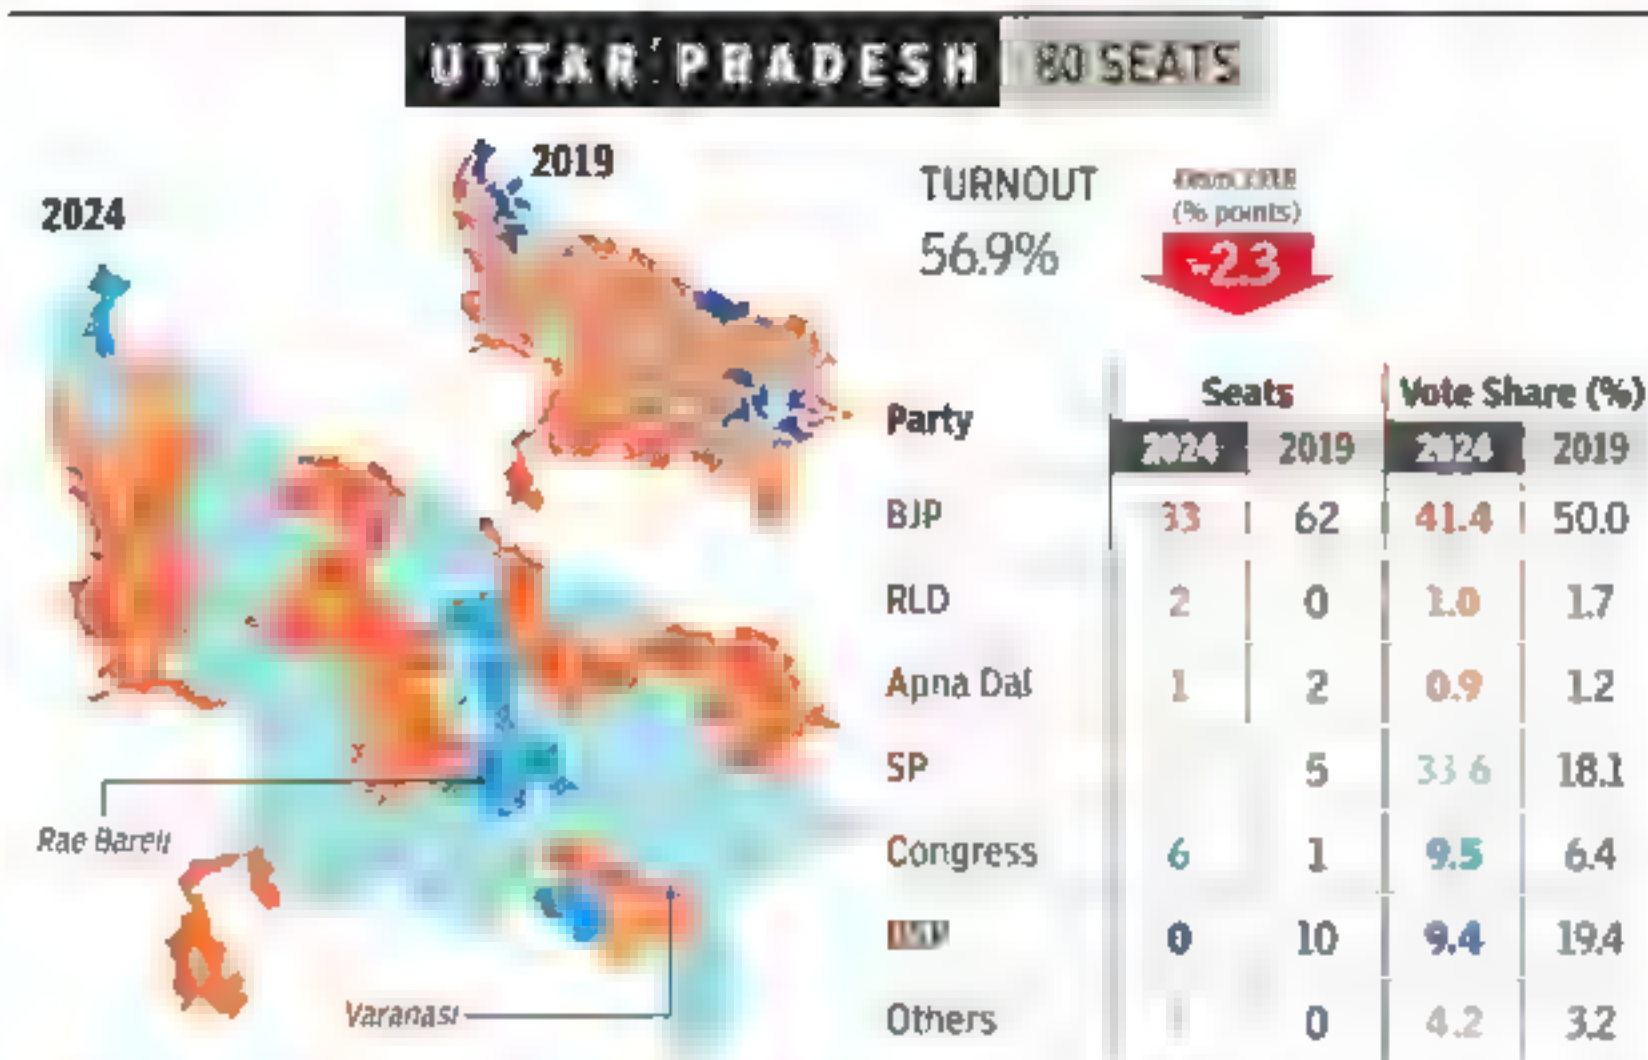 UTTAR PRADESH 80 SEATS
2019
2024
TURNOUT
56.9%
(% points)
-2.3
Seats Vote Share (%)
Party 2024 2019 2024 2019
BJP 33 62 41.4 50.0
RLD 2 0 1.0 1.7
Apna Dal 1 2 0.9 1.2
SP 5 33.6 18.1
Congress 6 1 9.5 6.4
0 10 9.4 19.4
Others 0 4.2 3.2
Rae Bareli
Varanasi